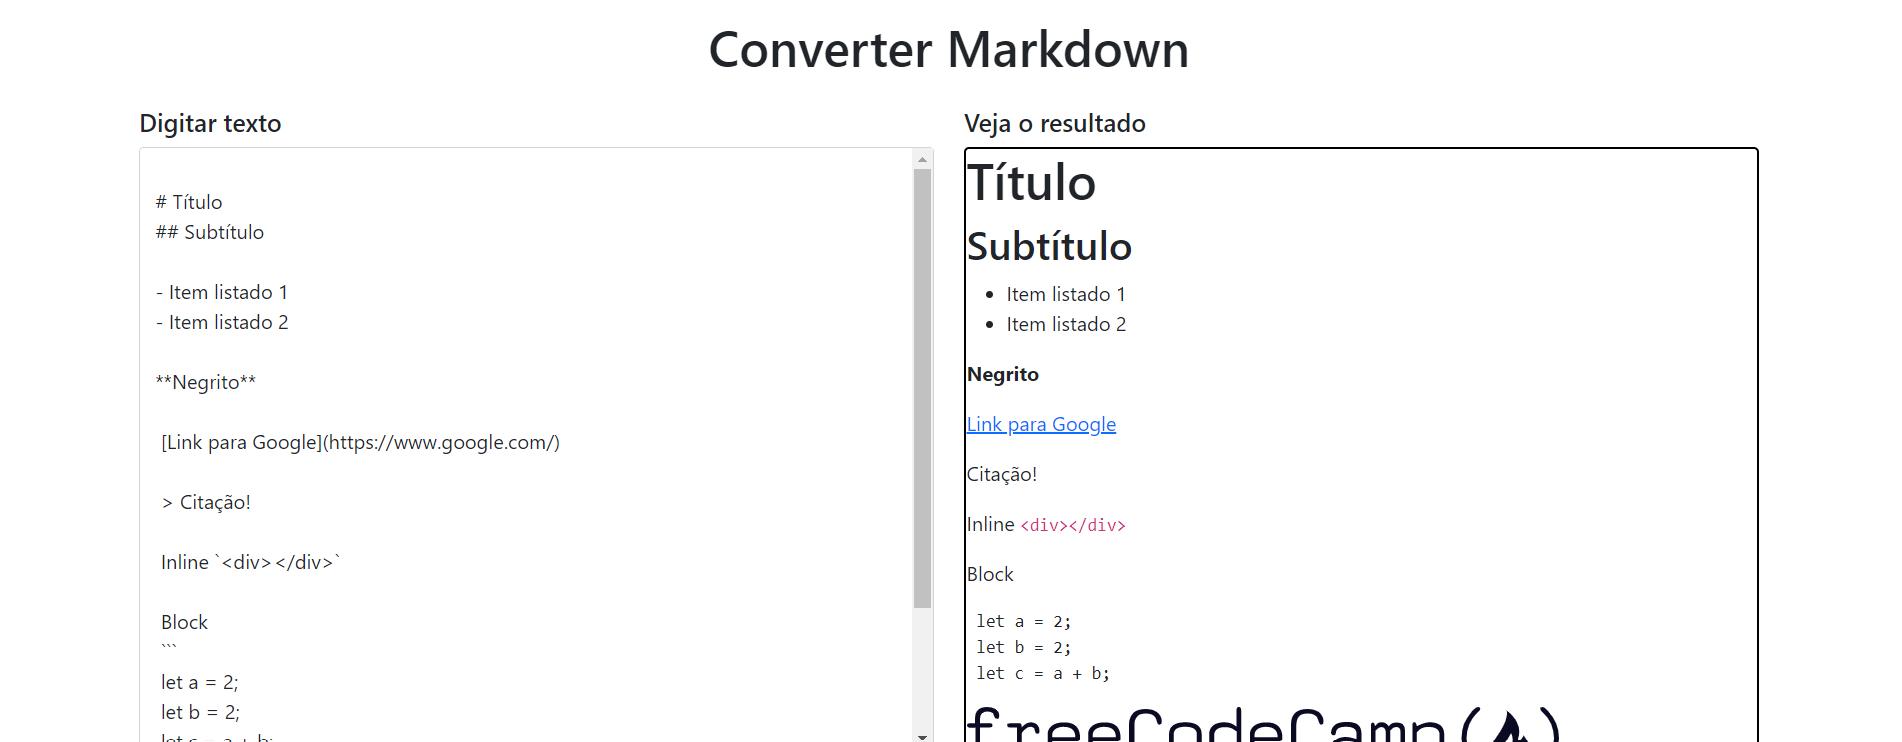 Converter Markdown
Digitar texto
# Título
## Subtítulo
- Item listado 1
- Item listado 2
**Negrito**
[Link para Google](https://www.google.com/)
> Citação!
Inline `<div></div>`
Block
```
let a = 2;
let b = 2;
let c = a + b;
Veja o resultado
Título
Subtítulo
• Item listado 1
• Item listado 2
Negrito
Link para Google
Citação!
Inline <div></div>
Block
let a = 2;
let b = 2;
let c = a + b;
freeCodeCamp(
)